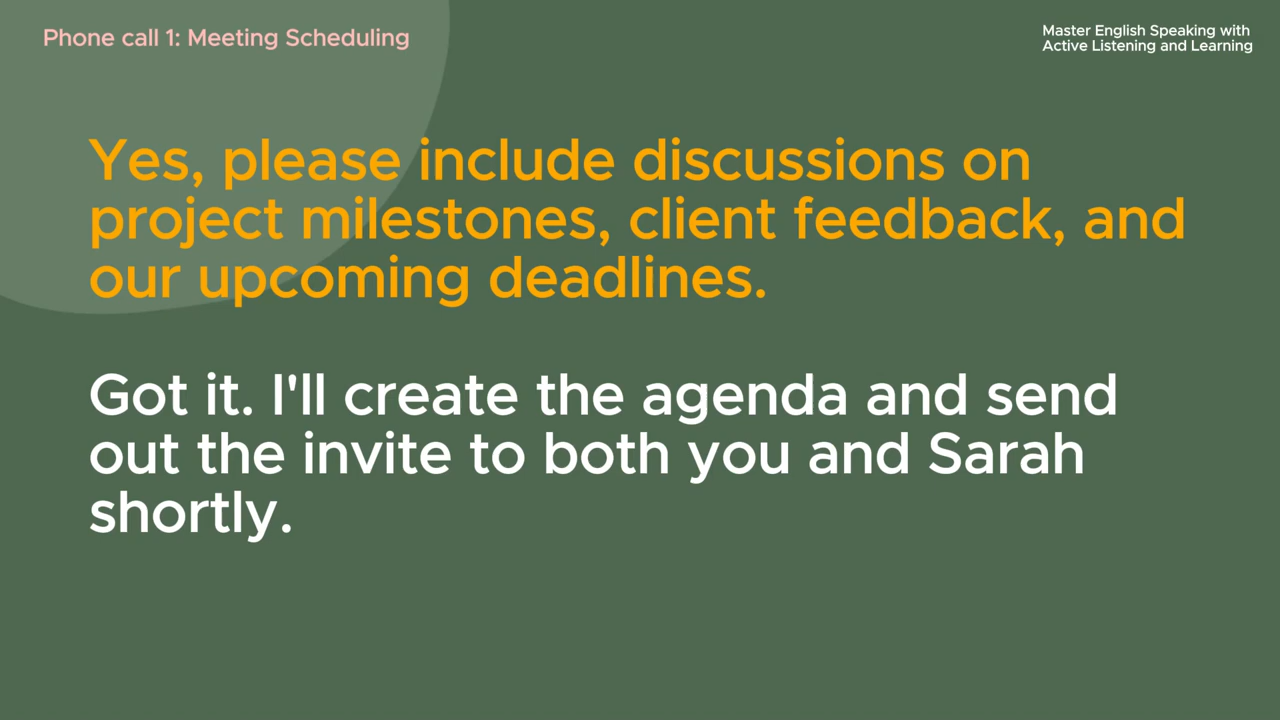 Phone call 1: Meeting Scheduling
Master English Speaking with
Active Listening and Learning
Yes, please include discussions on
project milestones, client feedback, and
our upcoming deadlines.
Got it. I'll create the agenda and send
out the invite to both you and Sarah
shortly.